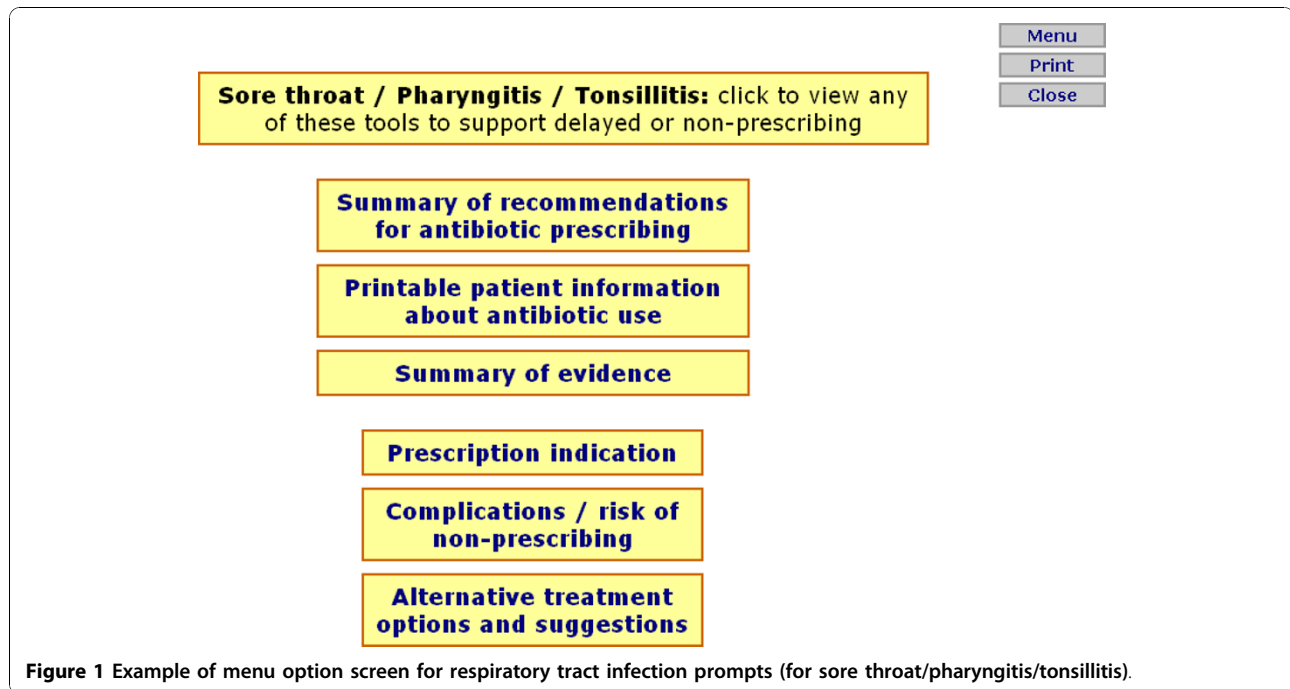 Menu
Print
Close
Sore throat / Pharyngitis / Tonsillitis: click to view any
of these tools to support delayed or non-prescribing
Summary of recommendations
for antibiotic prescribing
Printable patient information
about antibiotic use
Summary of evidence
Prescription indication
Complications / risk of
non-prescribing
Alternative treatment
options and suggestions
Figure 1 Example of menu option screen for respiratory tract infection prompts (for sore throat/pharyngitis/tonsillitis).